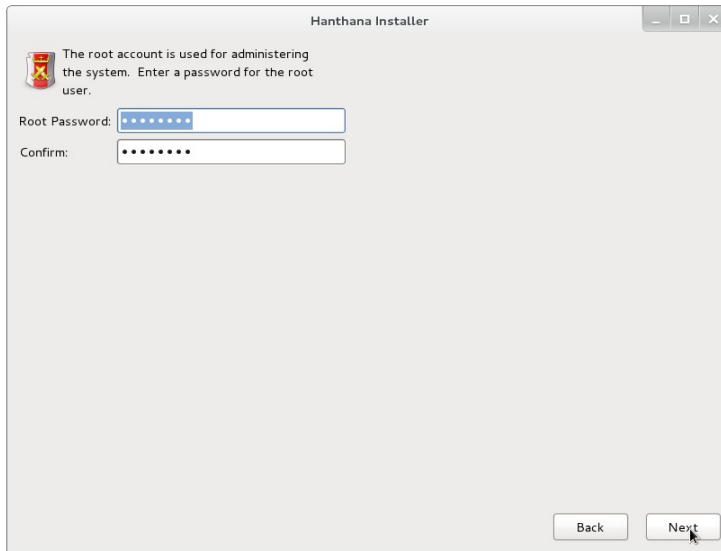 Hanthana Installer
The root account is used for administering
the system.  Enter a password for the root
user.
Root Password: ••••••••
Confirm: ••••••••
Back
Next